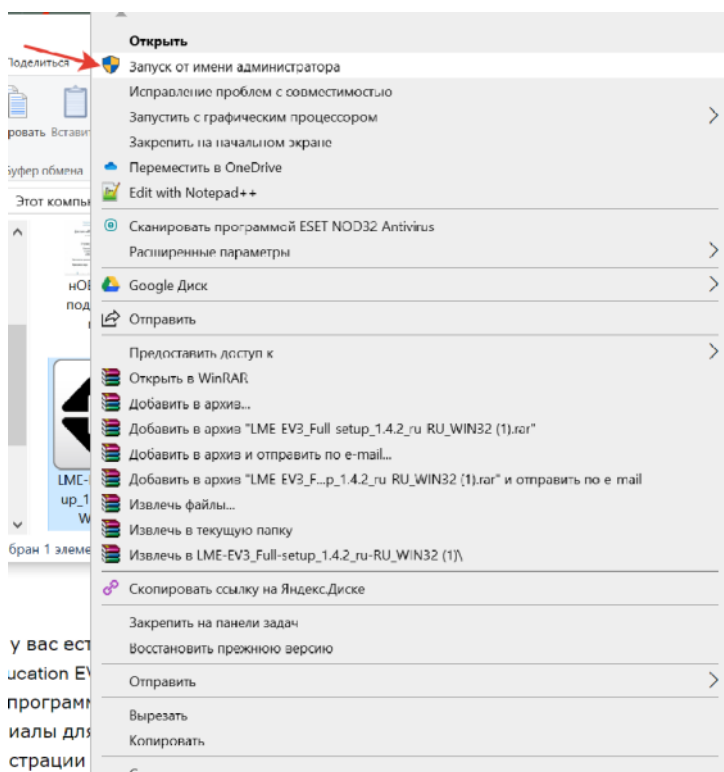 Открыть
Поделиться
Запуск от имени администратора
Исправление проблем с совместимостью
Запустить с графическим процессором
ровать Встави
Закрепить на начальном экране
Буфер обмена
Переместить в OneDrive
Edit with Notepad++
Этот компь
Сканировать программой ESET NOD32 Antivirus
Расширенные параметры
Google Диск
под
Отправить
Предоставить доступ к
Открыть в WinRAR
Добавить в архив...
Добавить в архив "LME EV3_Full setup_1.4.2_ru RU_WIN32 (1).rar"
Добавить в архив и отправить по e-mail...
LME-
Добавить в архив "LME EV3_F...p_1.4.2_ru RU_WIN32 (1).rar" и отправить по e mail
up_1
Извлечь файлы...
W
Извлечь в текущую папку
бран 1 элеме
Извлечь в LME-EV3_Full-setup_1.4.2_ru-RU_WIN32 (1)\
Скопировать ссылку на Яндекс.Диске
Закрепить на панели задач
у вас ест
Восстановить прежнюю версию
ucation E
Отправить
програм
Вырезать
иалы для
Копировать
страции